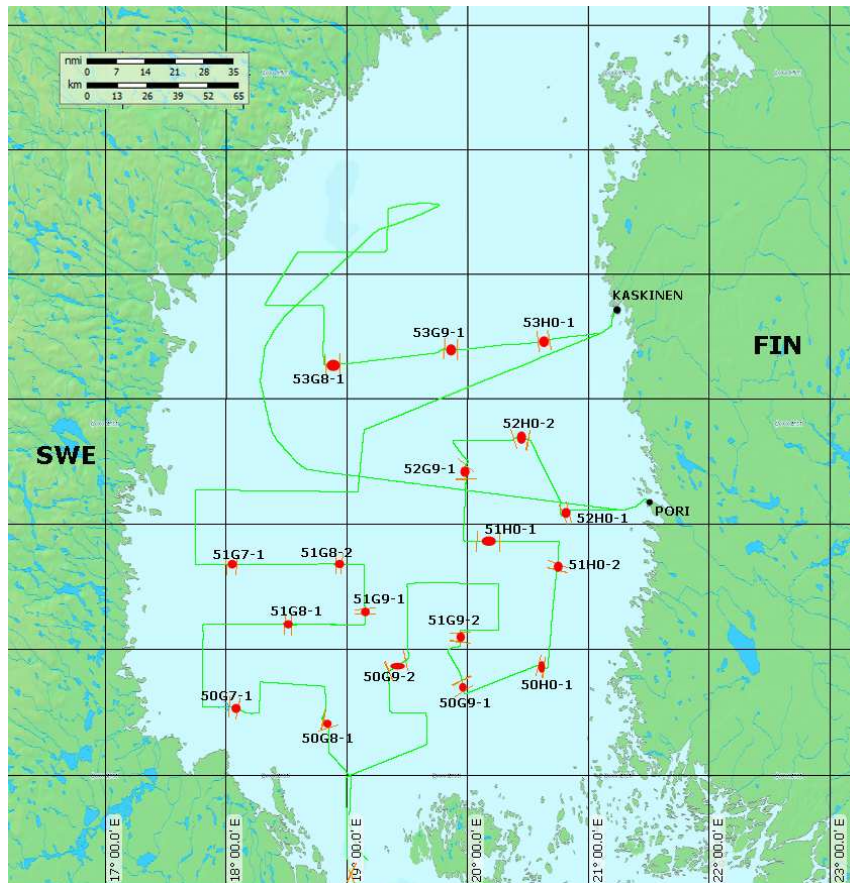 nmi
0 7 14 21 28 35
km
0 13 26 39 52 65
KASKINEN
53H0-1
53G9-1
FIN
53G8-1
52H0-2
SWE
52G9-1
PORI
52H0-1
51H0-1
51G7-1
51G8-2
51H0-2
51G9-1
51G8-1
51G9-2
50G9-2
50H0-1
50G7-1
50G9-1
50G8-1
17° 00.0' E
18° 00.0' E
19° 00.0' E
20° 00.0' E
21° 00.0' E
22° 00.0' E
23° 00.0' E